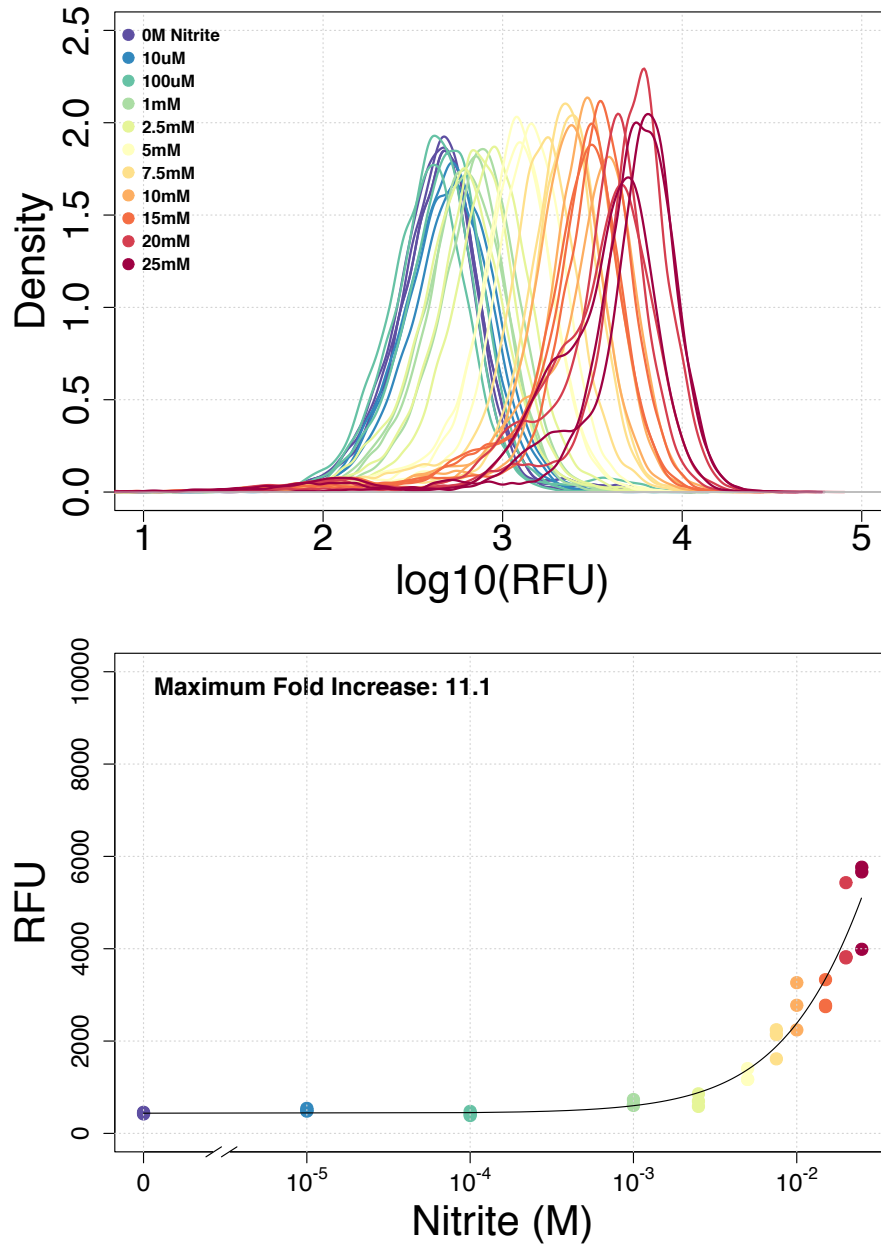 2.5
2.0
1.5
1.0
0.5
0.0
Density
0M Nitrite
10uM
100uM
1mM
2.5mM
5mM
7.5mM
10mM
15mM
20mM
25mM
1 2 3 4 5
log10(RFU)
Maximum Fold Increase: 11.1
10000
8000
6000
4000
2000
0
RFU
0 10⁻⁵ 10⁻⁴ 10⁻³ 10⁻²
Nitrite (M)